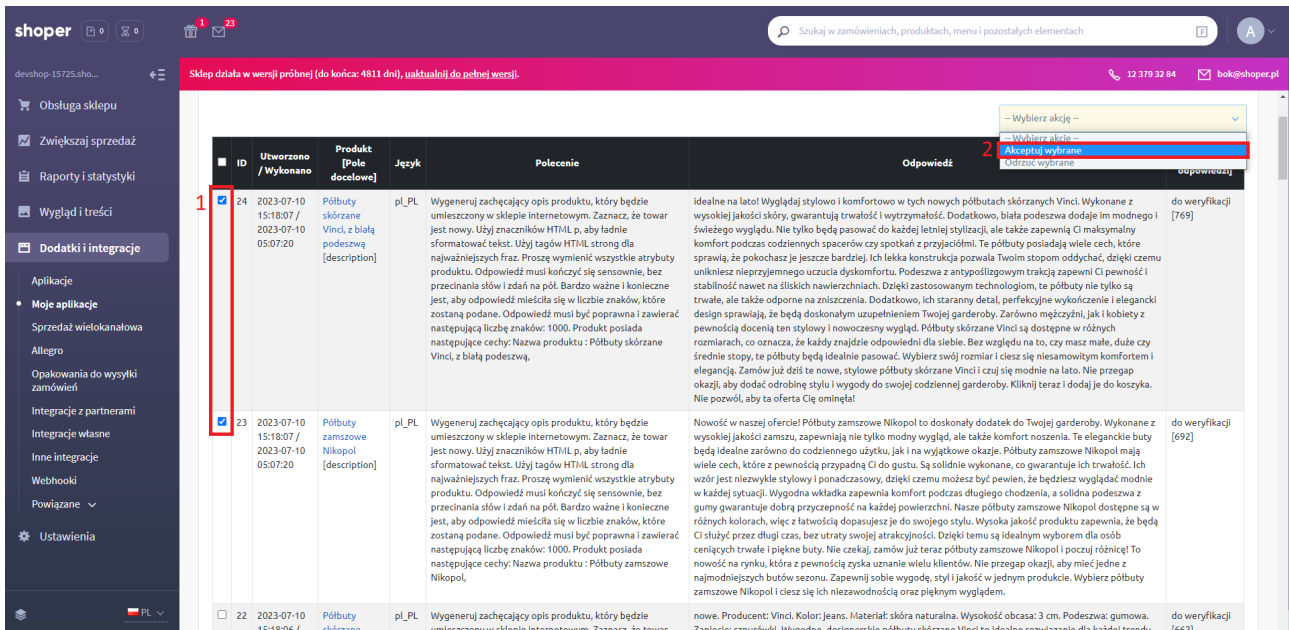 shoper 0 0 1 23 Szukaj w zamówieniach, produktach, menu i pozostałych elementach F A
devshop-15725.sho...
Sklep działa w wersji próbnej (do końca: 4811 dni), uaktualnij do pełnej wersji. 12 379 32 84 bok@shoper.pl
Obsługa sklepu
Zwiększaj sprzedaż
Raporty i statystyki
Wygląd i treści
Dodatki i integracje
Aplikacje
Moje aplikacje
Sprzedaż wielokanałowa
Allegro
Opakowania do wysyłki
zamówień
Integracje z partnerami
Integracje własne
Inne integracje
Webhooki
Powiązane
Ustawienia
PL
-- Wybierz akcję --
-- Wybierz akcję --
2 Akceptuj wybrane
Odrzuć wybrane
ID
Utworzono
/ Wykonano
Produkt
[Pole
docelowe]
Język
Polecenie
Odpowiedź
odpowiedzi]
1
24
2023-07-10
15:18:07 /
2023-07-10
05:07:20
Półbuty
skórzane
Vinci, z białą
podeszwą
[description]
pl_PL
Wygeneruj zachęcający opis produktu, który będzie
umieszczony w sklepie internetowym. Zaznacz, że towar
jest nowy. Użyj znaczników HTML p, aby ładnie
sformatować tekst. Użyj tagów HTML strong dla
najważniejszych fraz. Proszę wymienić wszystkie atrybuty
produktu. Odpowiedź musi kończyć się sensownie, bez
przecinania słów i zdań na pół. Bardzo ważne i konieczne
jest, aby odpowiedź mieściła się w liczbie znaków, które
zostaną podane. Odpowiedź musi być poprawna i zawierać
następującą liczbę znaków: 1000. Produkt posiada
następujące cechy: Nazwa produktu : Półbuty skórzane
Vinci, z białą podeszwą,
idealne na lato! Wyglądaj stylowo i komfortowo w tych nowych półbutach skórzanych Vinci. Wykonane z
wysokiej jakości skóry, gwarantują trwałość i wytrzymałość. Dodatkowo, biała podeszwa dodaje im modnego i
świeżego wyglądu. Nie tylko będą pasować do każdej letniej stylizacji, ale także zapewnią Ci maksymalny
komfort podczas codziennych spacerów czy spotkań z przyjaciółmi. Te półbuty posiadają wiele cech, które
sprawią, że pokochasz je jeszcze bardziej. Ich lekka konstrukcja pozwala Twoim stopom oddychać, dzięki czemu
unikniesz nieprzyjemnego uczucia dyskomfortu. Podeszwa z antypoślizgowym trakcją zapewni Ci pewność i
stabilność nawet na śliskich nawierzchniach. Dzięki zastosowanym technologiom, te półbuty nie tylko są
trwałe, ale także odporne na zniszczenia. Dodatkowo, ich staranny detal, perfekcyjne wykończenie i elegancki
design sprawiają, że będą doskonałym uzupełnieniem Twojej garderoby. Zarówno mężczyźni, jak i kobiety z
pewnością docenią ten stylowy i nowoczesny wygląd. Półbuty skórzane Vinci są dostępne w różnych
rozmiarach, co oznacza, że każdy znajdzie odpowiedni dla siebie. Bez względu na to, czy masz małe, duże czy
średnie stopy, te półbuty będą idealnie pasować. Wybierz swój rozmiar i ciesz się niesamowitym komfortem i
elegancją. Zamów już dziś te nowe, stylowe półbuty skórzane Vinci i czuj się modnie na lato. Nie przegap
okazji, aby dodać odrobinę stylu i wygody do swojej codziennej garderoby. Kliknij teraz i dodaj je do koszyka.
Nie pozwól, aby ta oferta Cię ominęła!
do weryfikacji
[769]
23
2023-07-10
15:18:07 /
2023-07-10
05:07:20
Półbuty
zamszowe
Nikopol
[description]
pl_PL
Wygeneruj zachęcający opis produktu, który będzie
umieszczony w sklepie internetowym. Zaznacz, że towar
jest nowy. Użyj znaczników HTML p, aby ładnie
sformatować tekst. Użyj tagów HTML strong dla
najważniejszych fraz. Proszę wymienić wszystkie atrybuty
produktu. Odpowiedź musi kończyć się sensownie, bez
przecinania słów i zdań na pół. Bardzo ważne i konieczne
jest, aby odpowiedź mieściła się w liczbie znaków, które
zostaną podane. Odpowiedź musi być poprawna i zawierać
następującą liczbę znaków: 1000. Produkt posiada
następujące cechy: Nazwa produktu : Półbuty zamszowe
Nikopol,
Nowość w naszej ofercie! Półbuty zamszowe Nikopol to doskonały dodatek do Twojej garderoby. Wykonane z
wysokiej jakości zamszu, zapewniają nie tylko modny wygląd, ale także komfort noszenia. Te eleganckie buty
będą idealne zarówno do codziennego użytku, jak i na wyjątkowe okazje. Półbuty zamszowe Nikopol mają
wiele cech, które z pewnością przypadną Ci do gustu. Są solidnie wykonane, co gwarantuje ich trwałość. Ich
wzór jest niezwykle stylowy i ponadczasowy, dzięki czemu możesz być pewien, że będziesz wyglądać modnie
w każdej sytuacji. Wygodna wkładka zapewnia komfort podczas długiego chodzenia, a solidna podeszwa z
gumy gwarantuje dobrą przyczepność na każdej powierzchni. Nasze półbuty zamszowe Nikopol dostępne są w
różnych kolorach, więc z łatwością dopasujesz je do swojego stylu. Wysoka jakość produktu zapewnia, że będą
Ci służyć przez długi czas, bez utraty swojej atrakcyjności. Dzięki temu są idealnym wyborem dla osób
ceniących trwałe i piękne buty. Nie czekaj, zamów już teraz półbuty zamszowe Nikopol i poczuj różnicę! To
nowość na rynku, która z pewnością zyska uznanie wielu klientów. Nie przegap okazji, aby mieć jedne z
najmodniejszych butów sezonu. Zapewnij sobie wygodę, styl i jakość w jednym produkcie. Wybierz półbuty
zamszowe Nikopol i ciesz się ich niezawodnością oraz pięknym wyglądem.
do weryfikacji
[692]
22
2023-07-10
15:18:06 /
Półbuty
skórzane
pl_PL
Wygeneruj zachęcający opis produktu, który będzie
umieszczony w sklepie internetowym. Zaznacz, że towar
nowe. Producent: Vinci. Kolor: jeans. Materiał: skóra naturalna. Wysokość obcasa: 3 cm. Podeszwa: gumowa.
Zapięcie: sznurówki. Wygodne, designerskie półbuty skórzane Vinci to idealne rozwiązanie dla każdej trendy
do weryfikacji
[662]